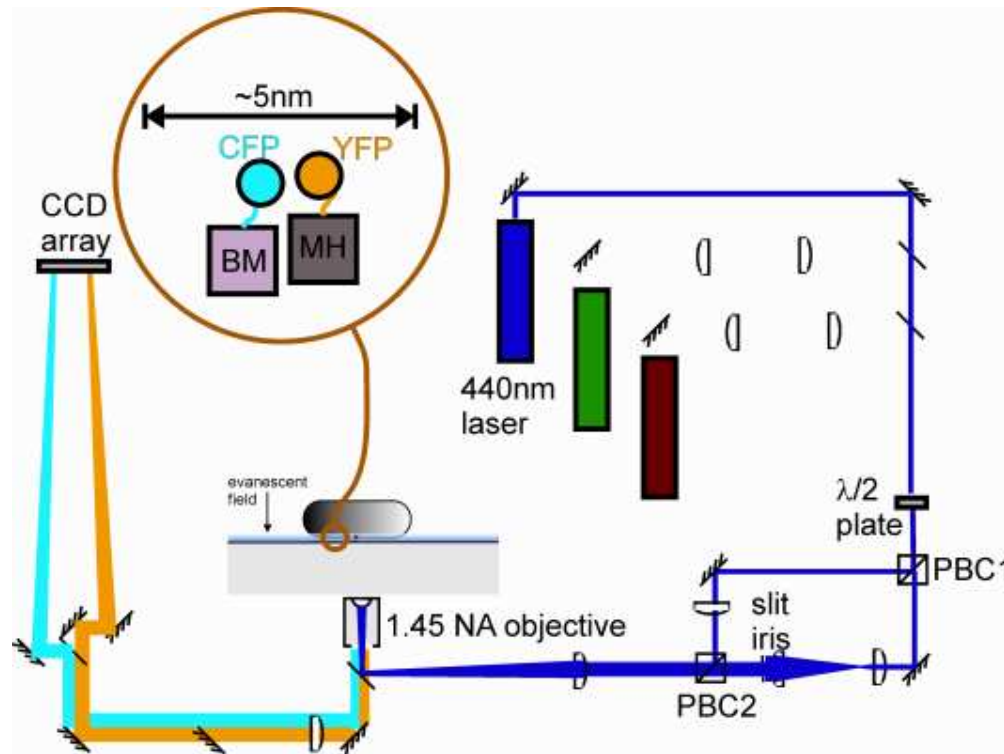 ~5nm
CFP
YFP
CCD
array
BM
MH
440nm
laser
evanescent
field
λ/2
plate
PBC1
slit
iris
1.45 NA objective
PBC2